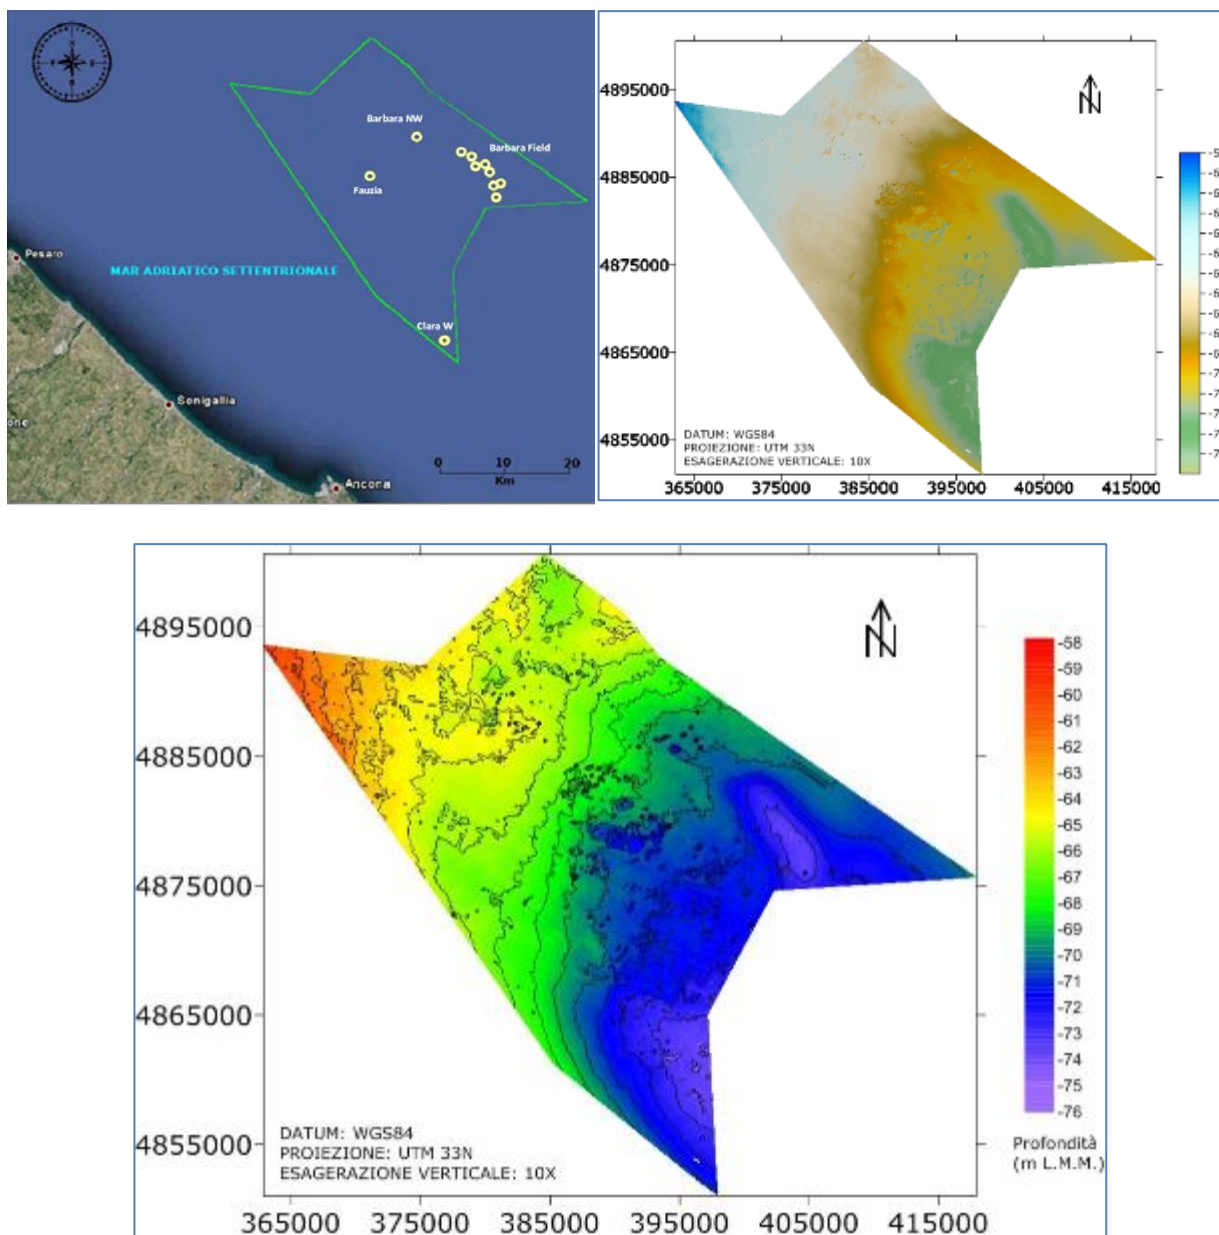 Barbara NW
Barbara Field
Fauzia
Pesaro
MAR ADRIATICO SETTENTRIONALE
Clara W
Senigallia
one
0 10 20
Km
Ancona
N
4895000
4885000
4875000
4865000
4855000
DATUM: WGS84
PROIEZIONE: UTM 33N
ESAGERAZIONE VERTICALE: 10X
365000 375000 385000 395000 405000 415000
N
4895000
4885000
4875000
4865000
4855000
DATUM: WGS84
PROIEZIONE: UTM 33N
ESAGERAZIONE VERTICALE: 10X
365000 375000 385000 395000 405000 415000
-58
-60
-61
-62
-63
-64
-65
-66
-68
-69
-70
-71
-72
-73
-74
-75
-76
Profondità
(m L.M.M.)